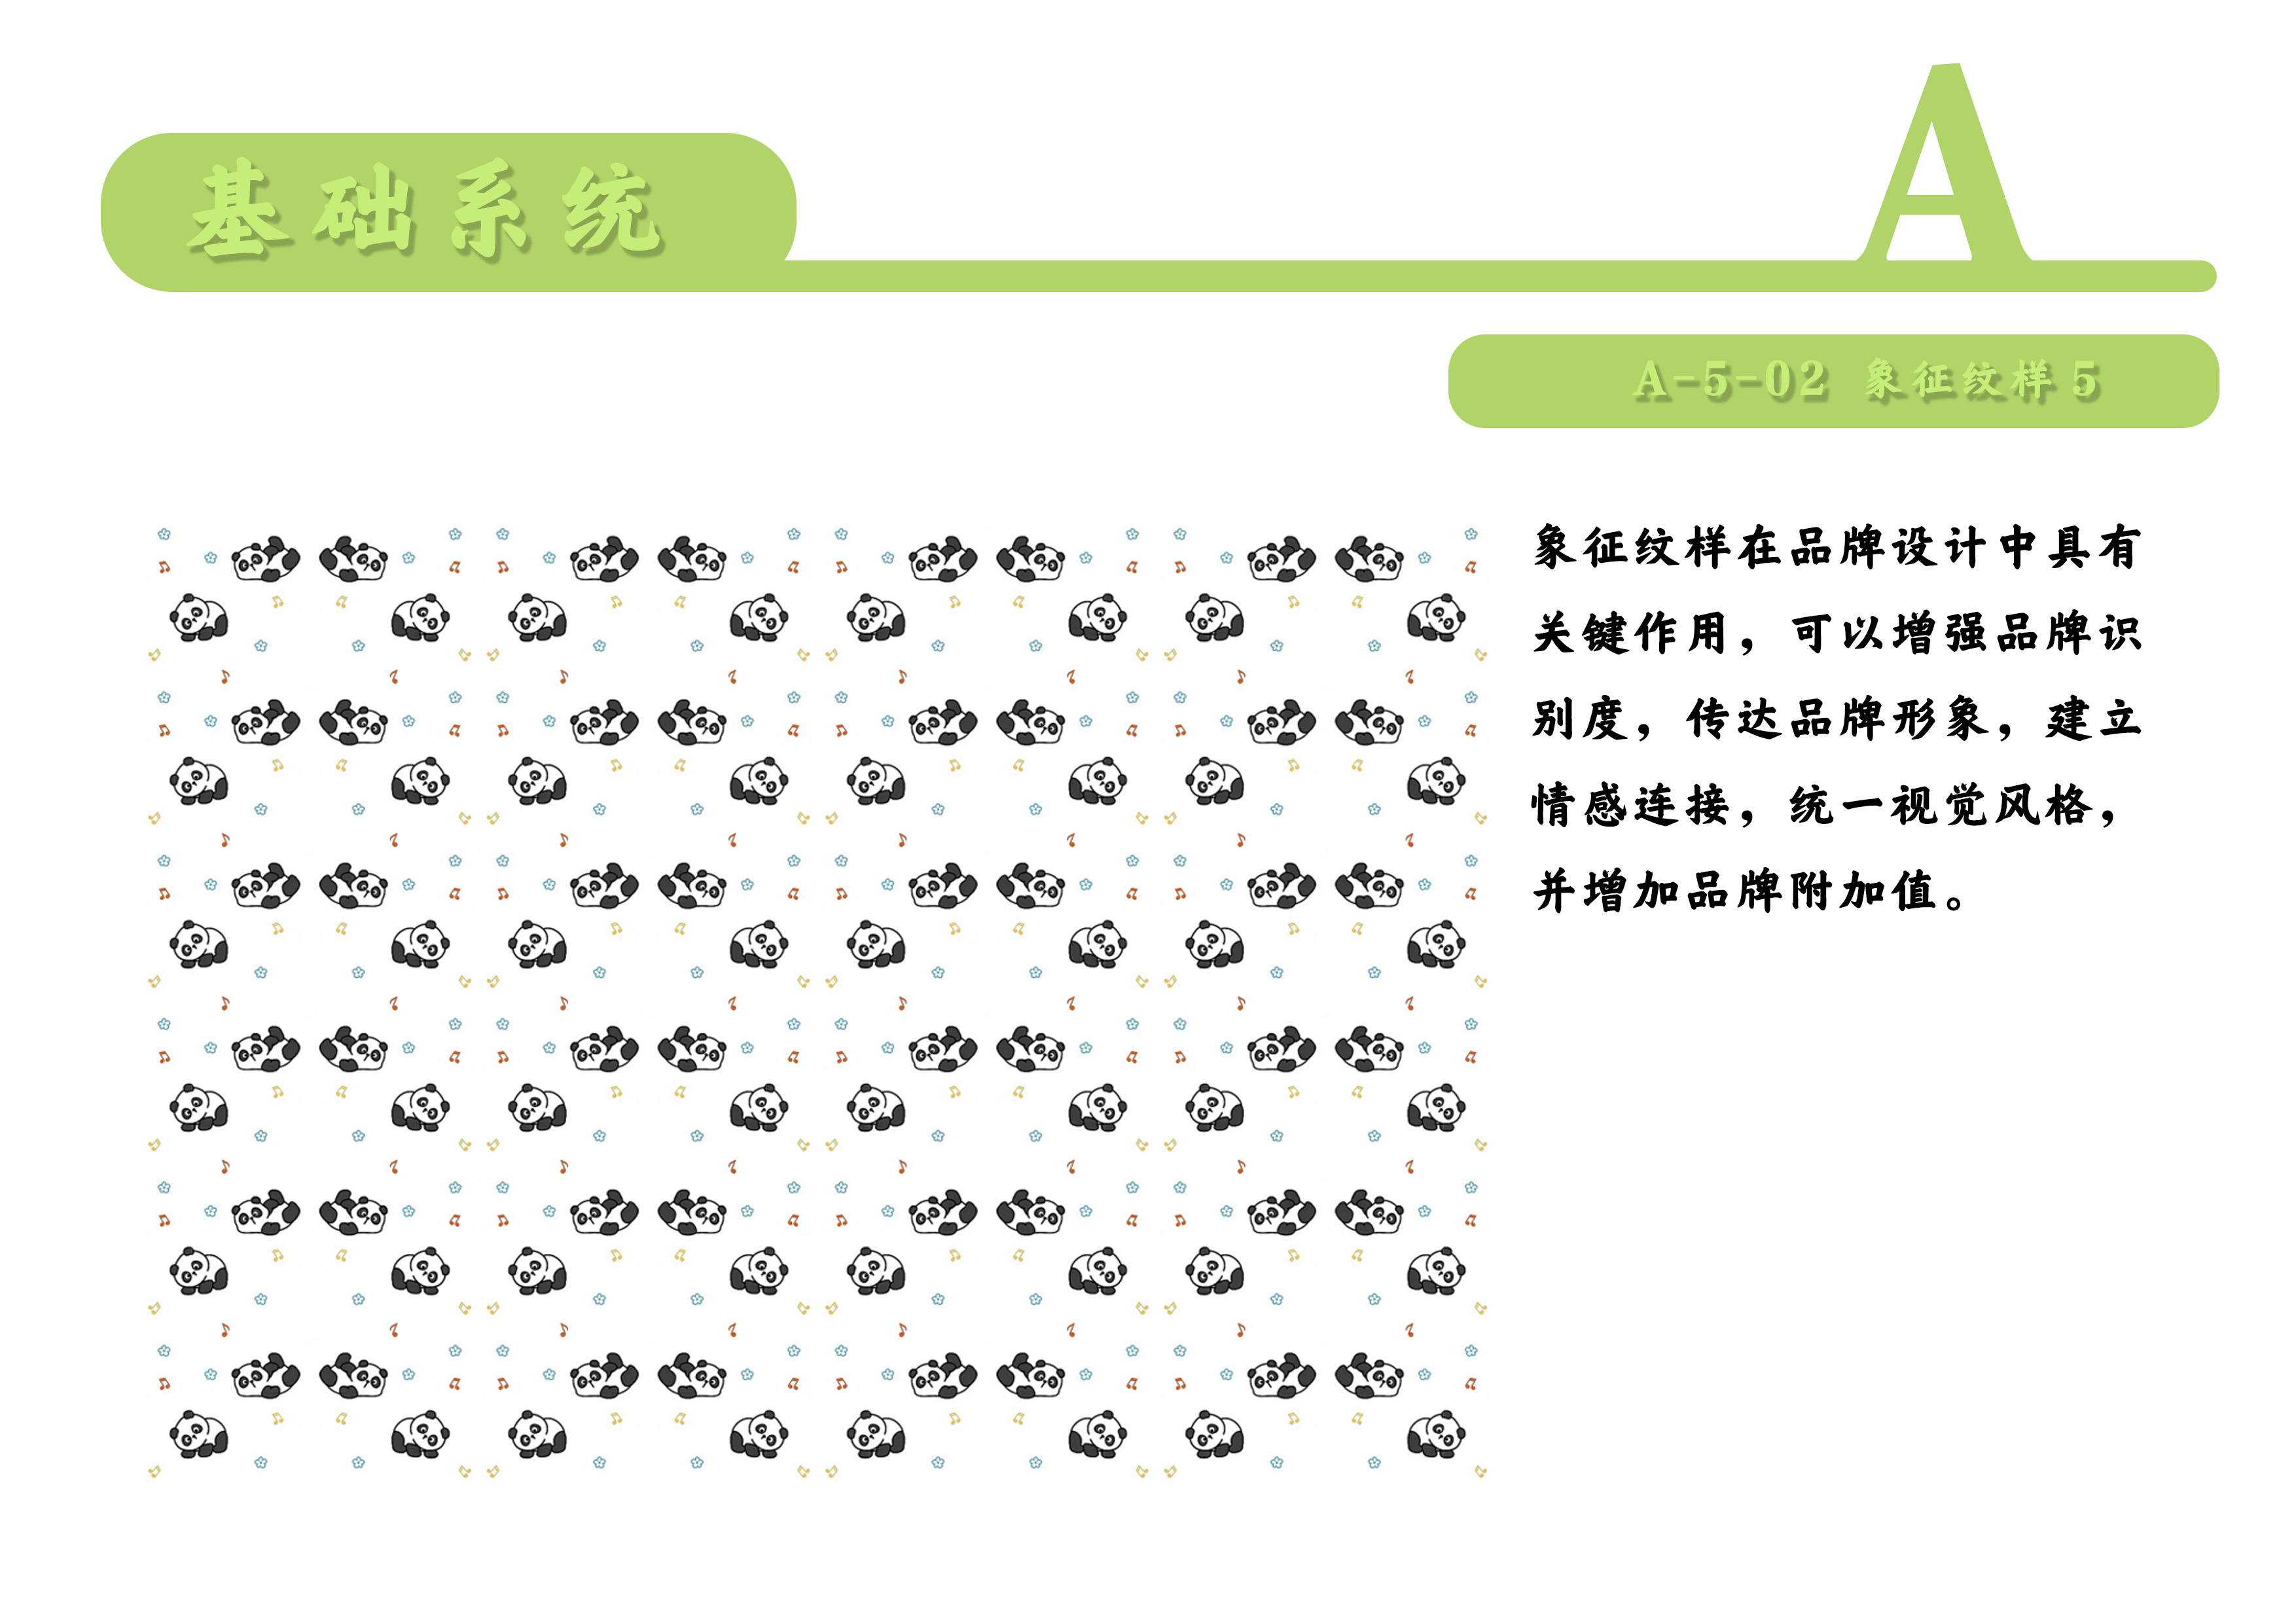 基础系统
A
A-5-02 象征纹样5
象征纹样在品牌设计中具有
关键作用，可以增强品牌识
别度，传达品牌形象，建立
情感连接，统一视觉风格，
并增加品牌附加值。